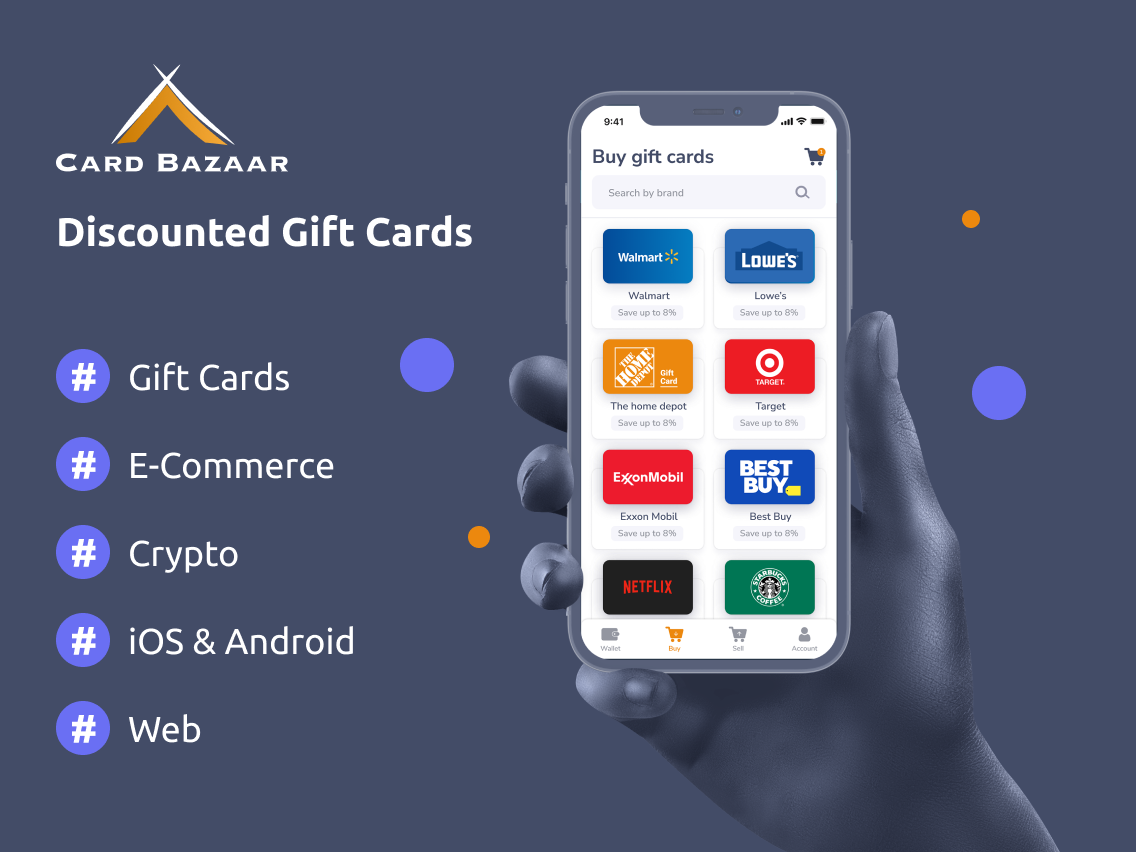 CARD BAZAAR
Discounted Gift Cards
# Gift Cards
# E-Commerce
# Crypto
# iOS & Android
# Web
9:41
Buy gift cards
1
Search by brand
Walmart
LOWE'S
Walmart
Lowe's
Save up to 8%
Save up to 8%
THE HOME DEPOT
Gift
Card
TARGET.
The home depot
Target
Save up to 8%
Save up to 8%
ExxonMobil
BEST
BUY
Exxon Mobil
Best Buy
Save up to 8%
Save up to 8%
NETFLIX
STARBUCKS COFFEE
Wallet
Buy
Sell
Account